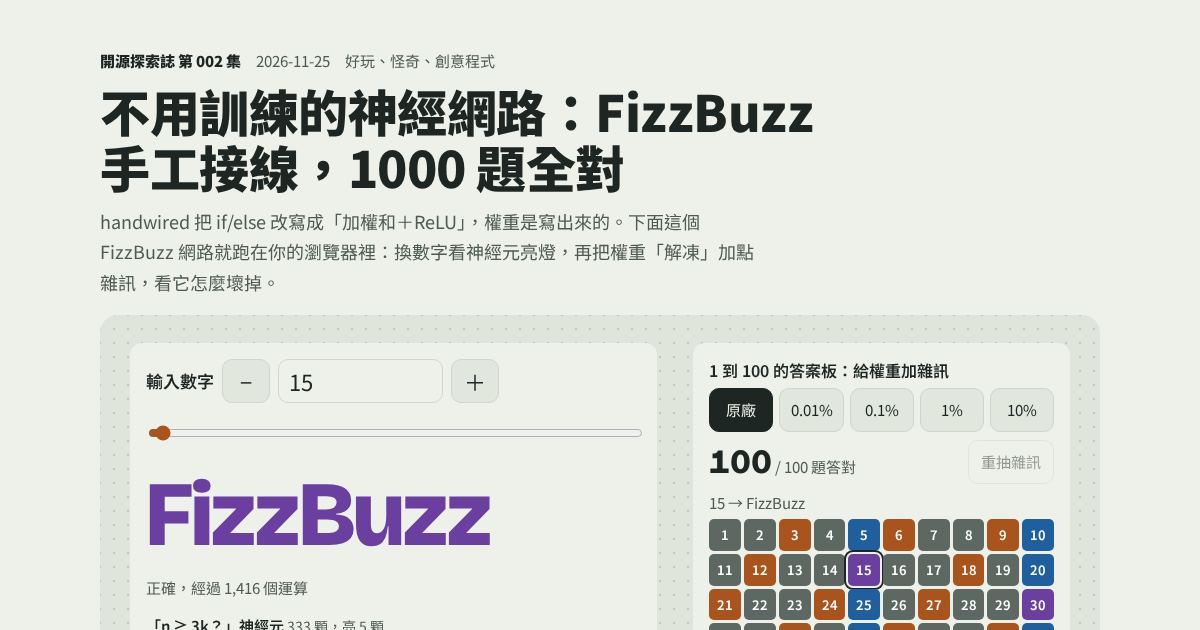 開源探索誌 第 002 集 2026-11-25 好玩、怪奇、創意程式
不用訓練的神經網路：FizzBuzz
手工接線，1000 題全對
handwired 把 if/else 改寫成「加權和＋ReLU」，權重是寫出來的。下面這個
FizzBuzz 網路就跑在你的瀏覽器裡：換數字看神經元亮燈，再把權重「解凍」加點
雜訊，看它怎麼壞掉。
輸入數字 − 15 ＋
FizzBuzz
正確，經過 1,416 個運算
「n ≥ 3k？」神經元 333 顆，亮 5 顆
1 到 100 的答案板：給權重加雜訊
原廠 0.01% 0.1% 1% 10%
100 / 100 題答對 重抽雜訊
15 → FizzBuzz
1 2 3 4 5 6 7 8 9 10
11 12 13 14 15 16 17 18 19 20
21 22 23 24 25 26 27 28 29 30